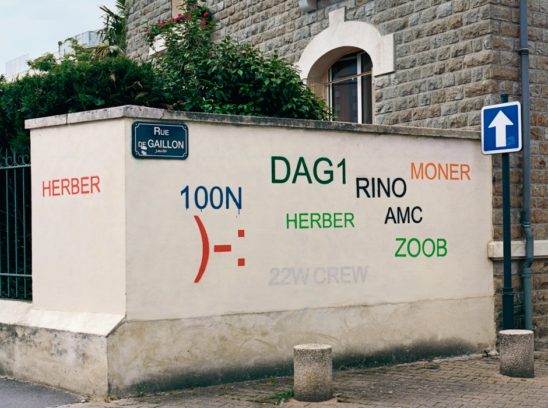 HERBER
RUE
DE GAILLON
100N
)-:
DAG1
RINO
MONER
HERBER
AMC
ZOOB
22W CREW